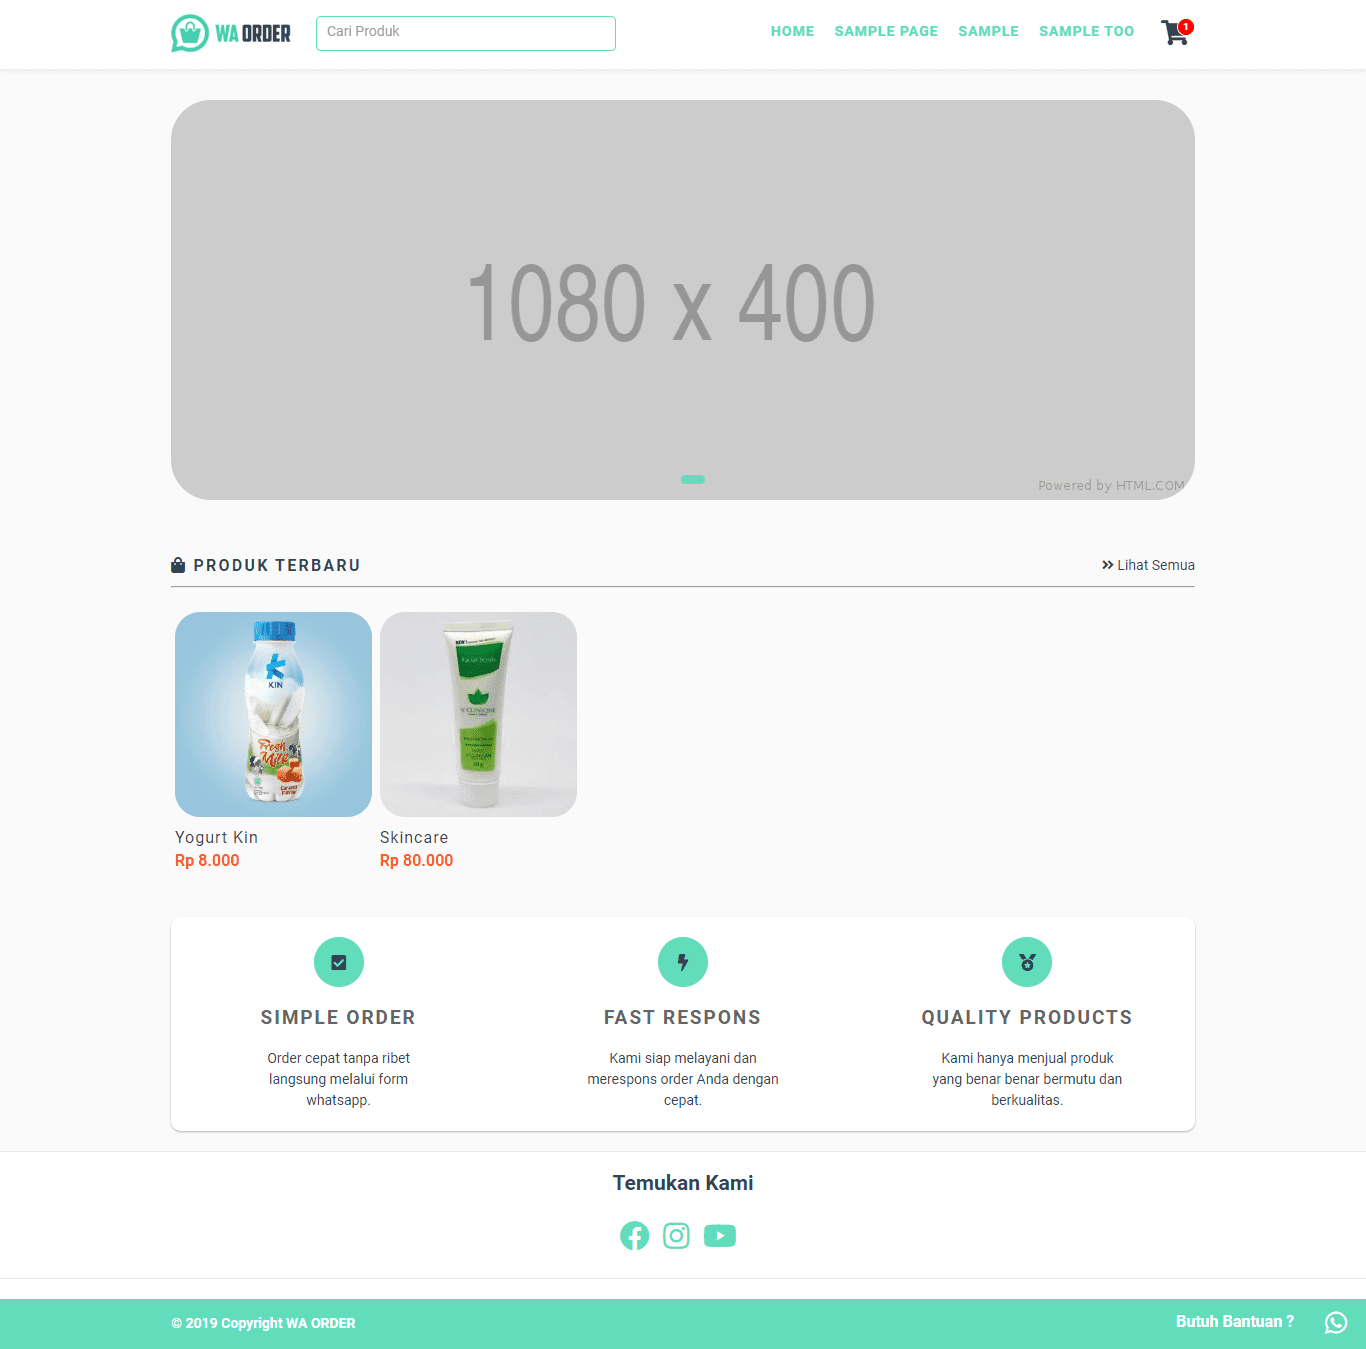 WA ORDER
Cari Produk
HOME SAMPLE PAGE SAMPLE SAMPLE TOO
1
1080 x 400
Powered by HTML.COM
PRODUK TERBARU
Lihat Semua
KIN
Fresh
Milk
Facial Scrub
Yogurt Kin
Rp 8.000
Skincare
Rp 80.000
SIMPLE ORDER
Order cepat tanpa ribet
langsung melalui form
whatsapp.
FAST RESPONS
Kami siap melayani dan
merespons order Anda dengan
cepat.
QUALITY PRODUCTS
Kami hanya menjual produk
yang benar benar bermutu dan
berkualitas.
Temukan Kami
© 2019 Copyright WA ORDER
Butuh Bantuan ?